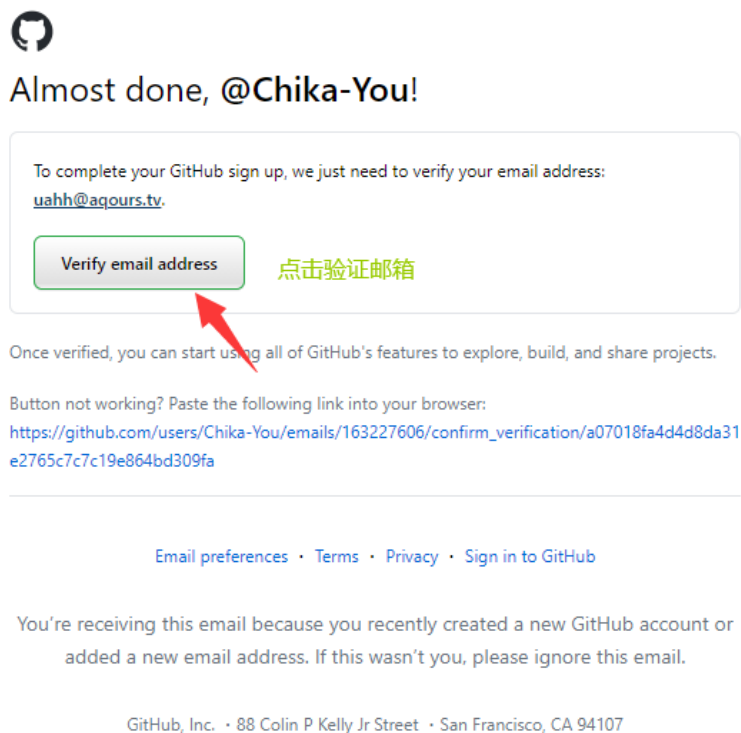 Almost done, @Chika-You!
To complete your GitHub sign up, we just need to verify your email address:
uahh@aqours.tv.
Verify email address
点击验证邮箱
Once verified, you can start using all of GitHub's features to explore, build, and share projects.
Button not working? Paste the following link into your browser:
https://github.com/users/Chika-You/emails/163227606/confirm_verification/a07018fa4d4d8da31
e2765c7c7c19e864bd309fa
Email preferences · Terms · Privacy · Sign in to GitHub
You’re receiving this email because you recently created a new GitHub account or
added a new email address. If this wasn’t you, please ignore this email.
GitHub, Inc. ・88 Colin P Kelly Jr Street ・San Francisco, CA 94107